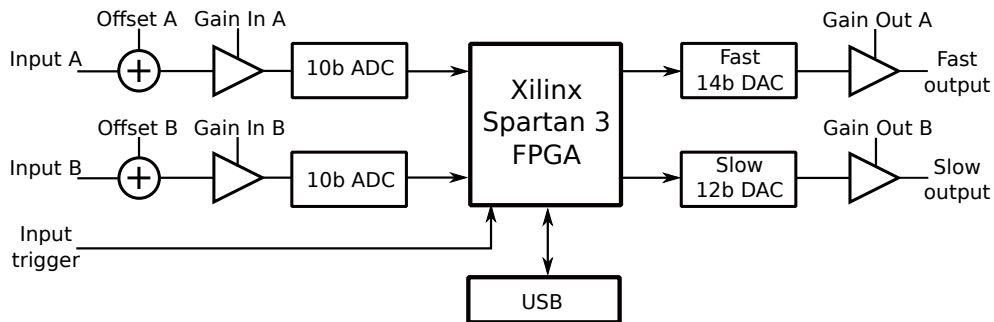 Offset A
Gain In A
Input A
10b ADC
Offset B
Gain In B
Input B
10b ADC
Input
trigger
Xilinx
Spartan 3
FPGA
USB
Fast
14b DAC
Gain Out A
Fast
output
Slow
12b DAC
Gain Out B
Slow
output